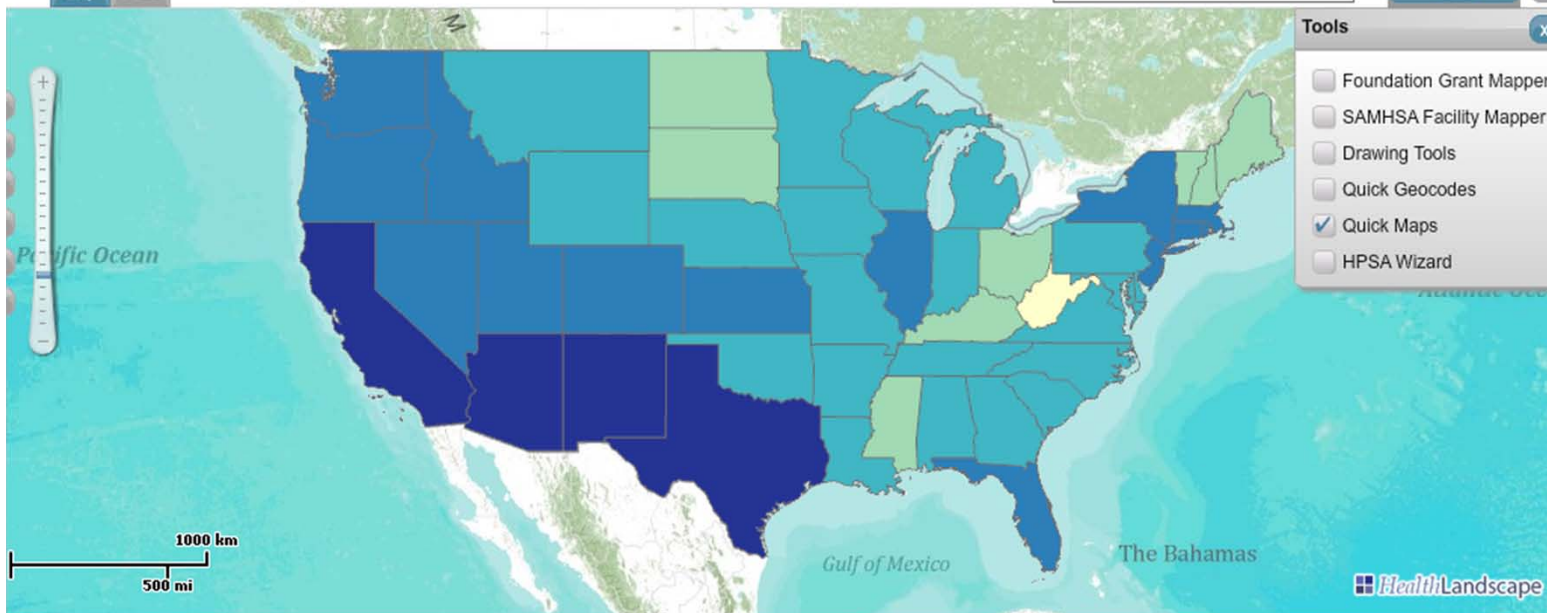 Tools
x
Foundation Grant Mapper
SAMHSA Facility Mapper
Drawing Tools
Quick Geocodes
Quick Maps
HPSA Wizard
+
Pacific Ocean
Gulf of Mexico
The Bahamas
1000 km
500 mi
HealthLandscape